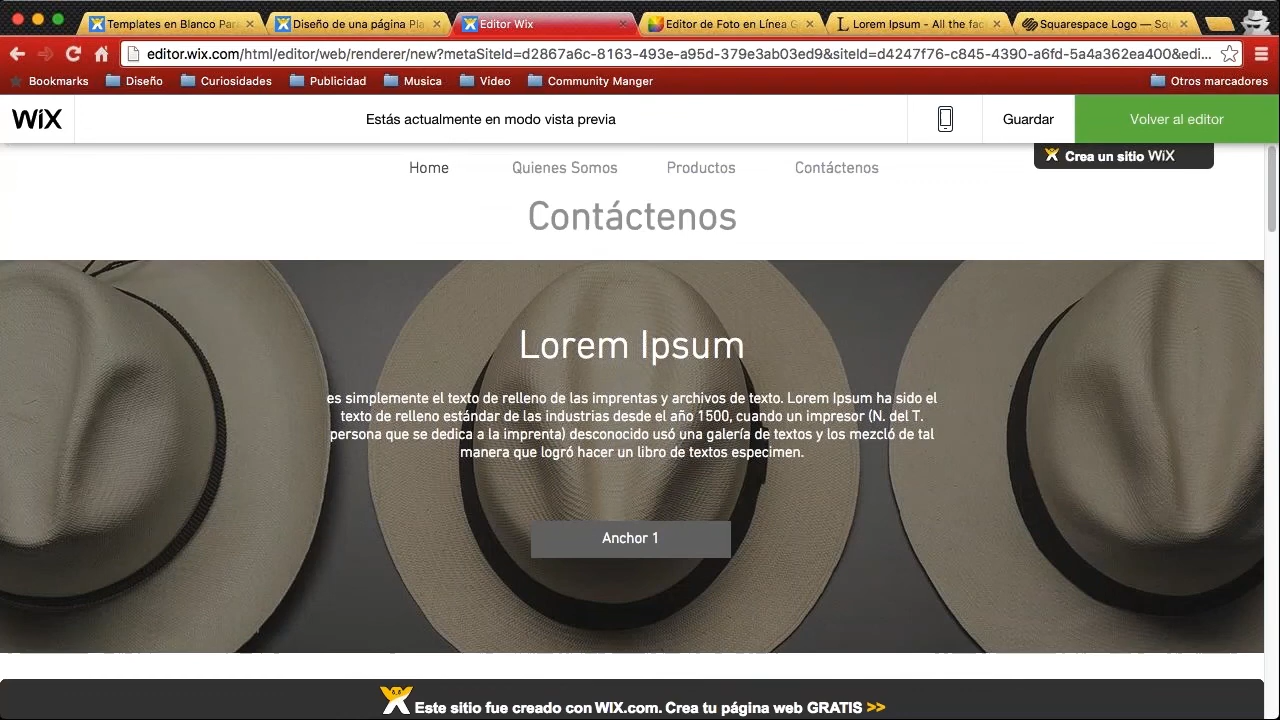 Templates en Blanco Par
Diseño de una página Pla
Editor Wix
Editor de Foto en Línea G
Lorem Ipsum - All the fac
Squarespace Logo — Squ
editor.wix.com/html/editor/web/renderer/new?metaSiteId=d2867a6c-8163-493e-a95d-3793ab03ed9&siteId=d4247f76-c845-4390-a6fd-5a4a362ea400&edi...
Bookmarks Diseño Curiosidades Publicidad Musica Video Community Manger Otros marcadores
WiX Estás actualmente en modo vista previa Guardar Volver al editor
Crea un sitio WiX
Home Quienes Somos Productos Contáctenos
Contáctenos
Lorem Ipsum
es simplemente el texto de relleno de las imprentas y archivos de texto. Lorem Ipsum ha sido el
texto de relleno estándar de las industrias desde el año 1500, cuando un impresor (N. del T.
persona que se dedica a la imprenta) desconocido usó una galería de textos y los mezcló de tal
manera que logró hacer un libro de textos especimen.
Anchor 1
Este sitio fue creado con WIX.com. Crea tu página web GRATIS >>